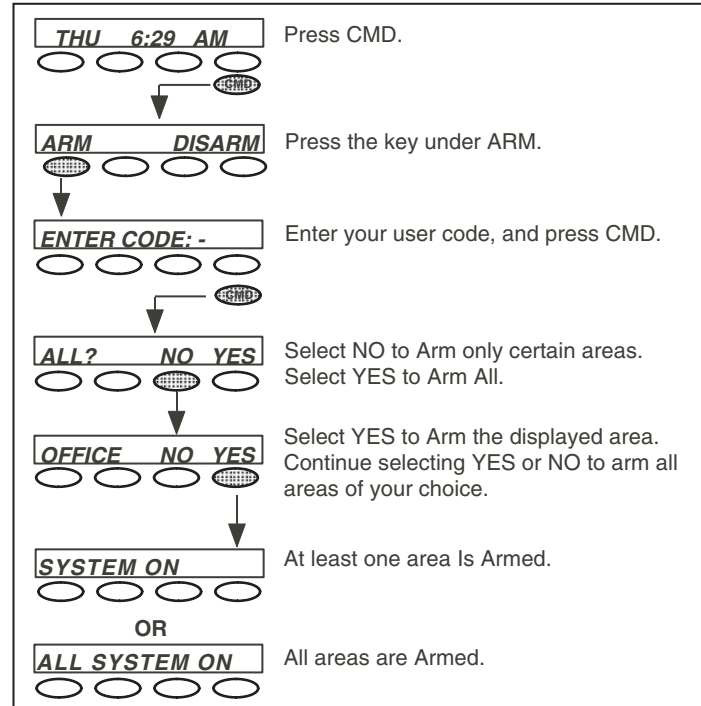 THU 6:29 AM
Press CMD.
CMD
ARM DISARM
Press the key under ARM.
ENTER CODE: -
Enter your user code, and press CMD.
CMD
ALL? NO YES
Select NO to Arm only certain areas.
Select YES to Arm All.
OFFICE NO YES
Select YES to Arm the displayed area.
Continue selecting YES or NO to arm all
areas of your choice.
SYSTEM ON
At least one area Is Armed.
OR
ALL SYSTEM ON
All areas are Armed.